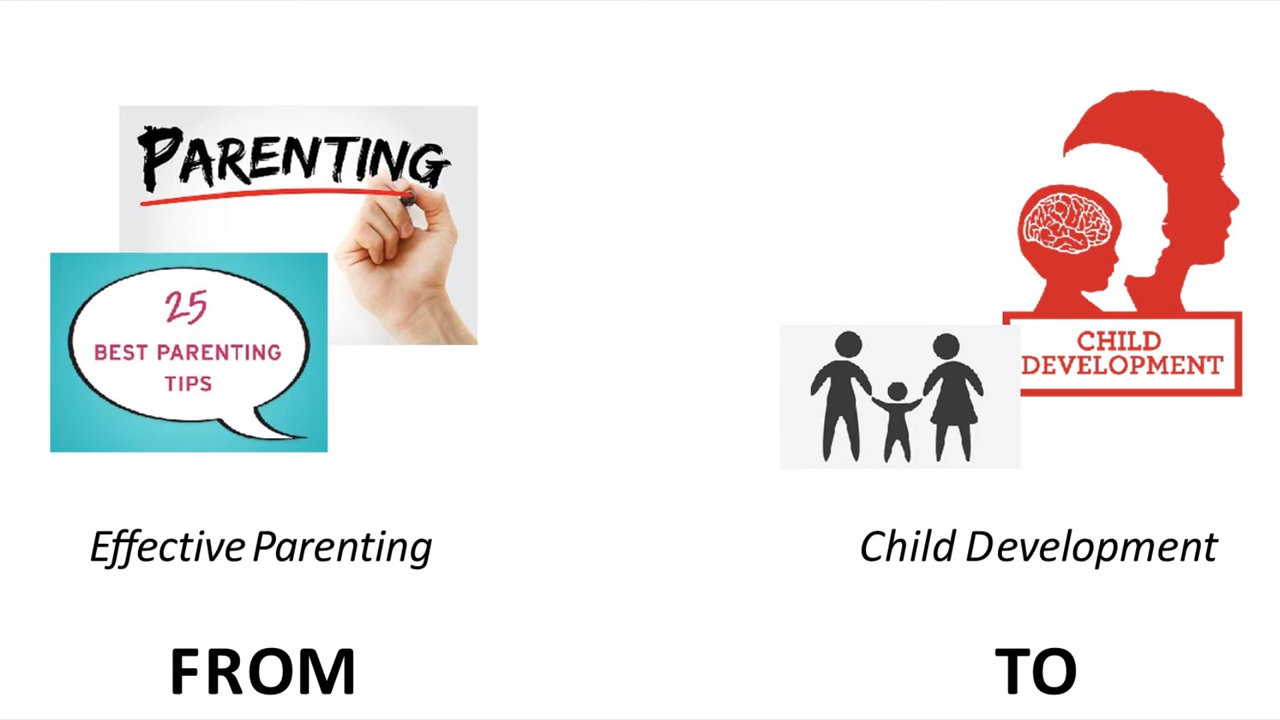 PARENTING
25
BEST PARENTING
TIPS
Effective Parenting
FROM
CHILD
DEVELOPMENT
Child Development
TO